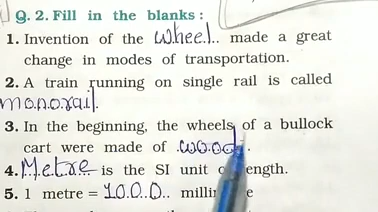 Q. 2. Fill in the blanks :
1. Invention of the wheel.. made a great
change in modes of transportation.
2. A train running on single rail is called
monorail.
3. In the beginning, the wheels of a bullock
cart were made of .wood.
4. Metre is the SI unit
5. 1 metre = 1000..